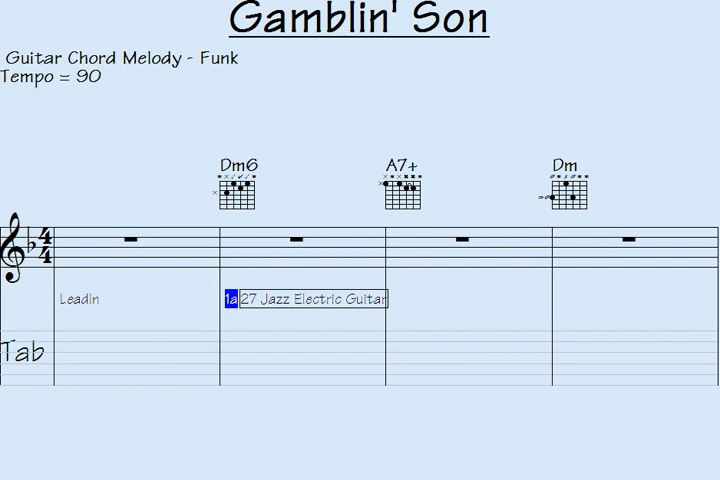 Gamblin' Son
Guitar Chord Melody - Funk
Tempo = 90
Dm6 A7+ Dm
4
4
LeadIn 1a 27 Jazz Electric Guitar
Tab